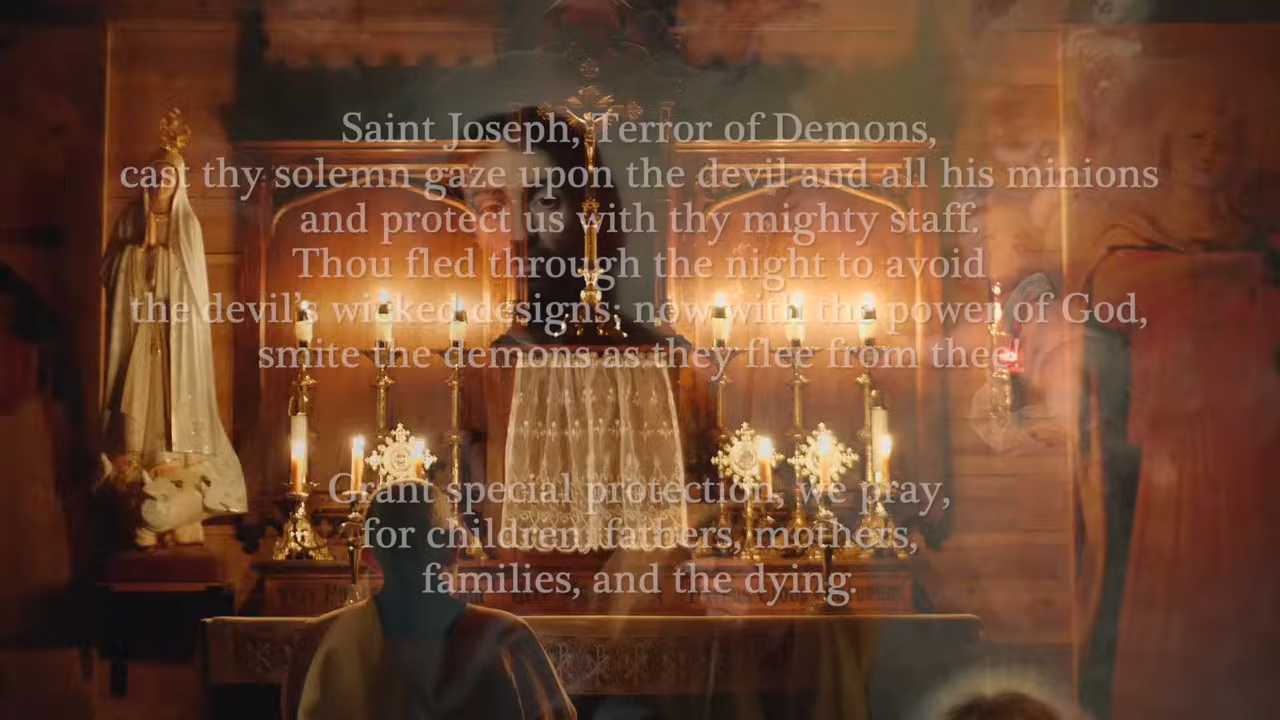 Saint Joseph, Terror of Demons,
cast thy solemn gaze upon the devil and all his minions
and protect us with thy mighty staff.
Thou fled through the night to avoid
the devil's wicked designs; now with the power of God,
smite the demons as they flee from thee.
Grant special protection, we pray,
for children, fathers, mothers,
families, and the dying.